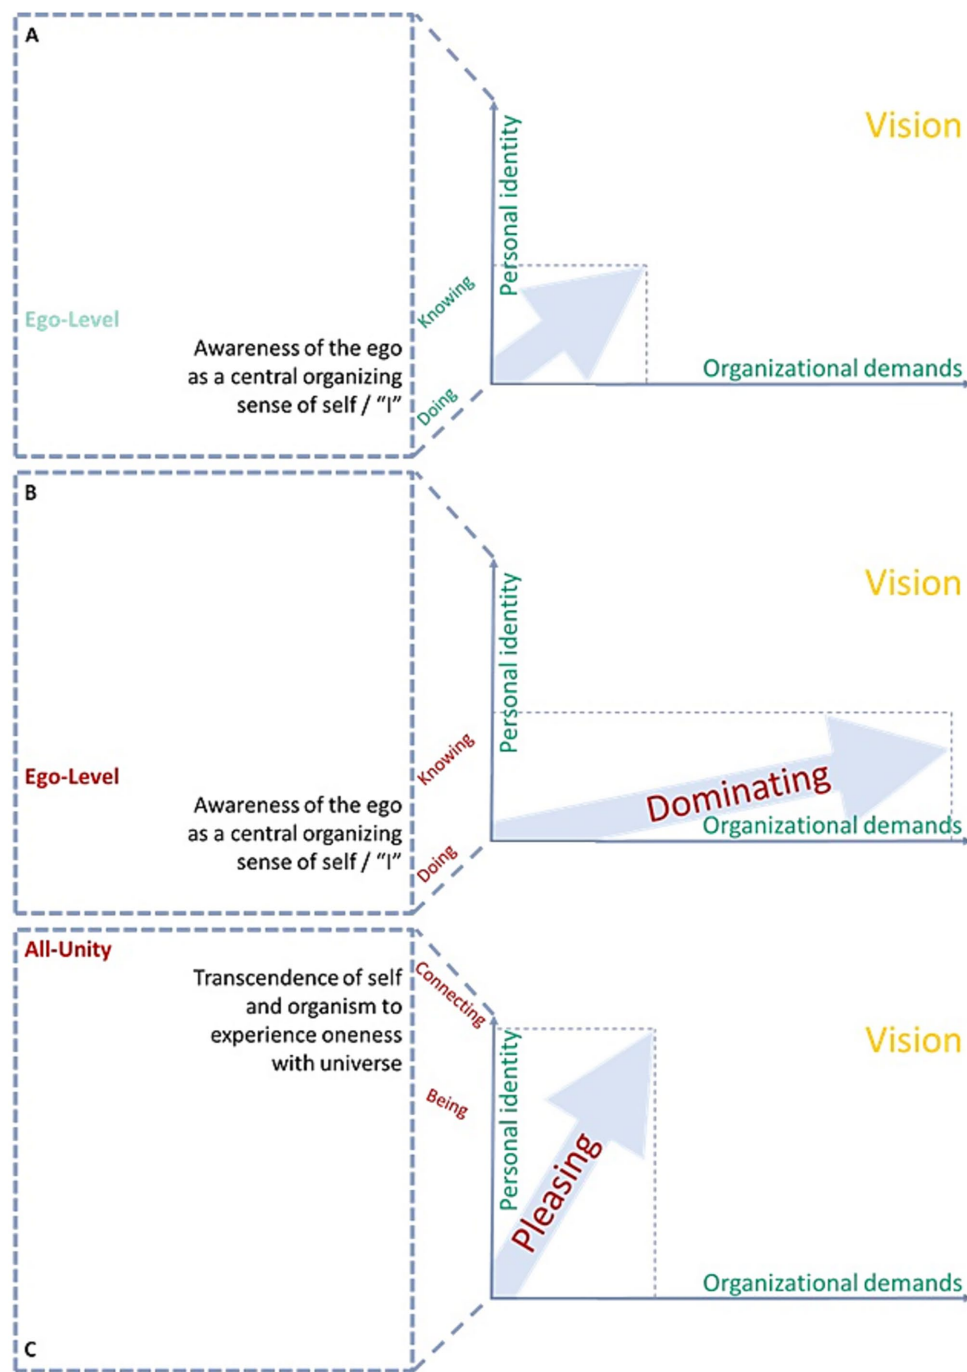 A
Vision
Personal identity
Knowing
Ego-Level
Awareness of the ego
as a central organizing
sense of self / “I”
Doing
Organizational demands
B
Vision
Personal identity
Knowing
Ego-Level
Awareness of the ego
as a central organizing
sense of self / “I”
Doing
Dominating
Organizational demands
All-Unity
Transcendence of self
and organism to
experience oneness
with universe
Connecting
Being
Vision
Personal identity
Pleasing
Organizational demands
C